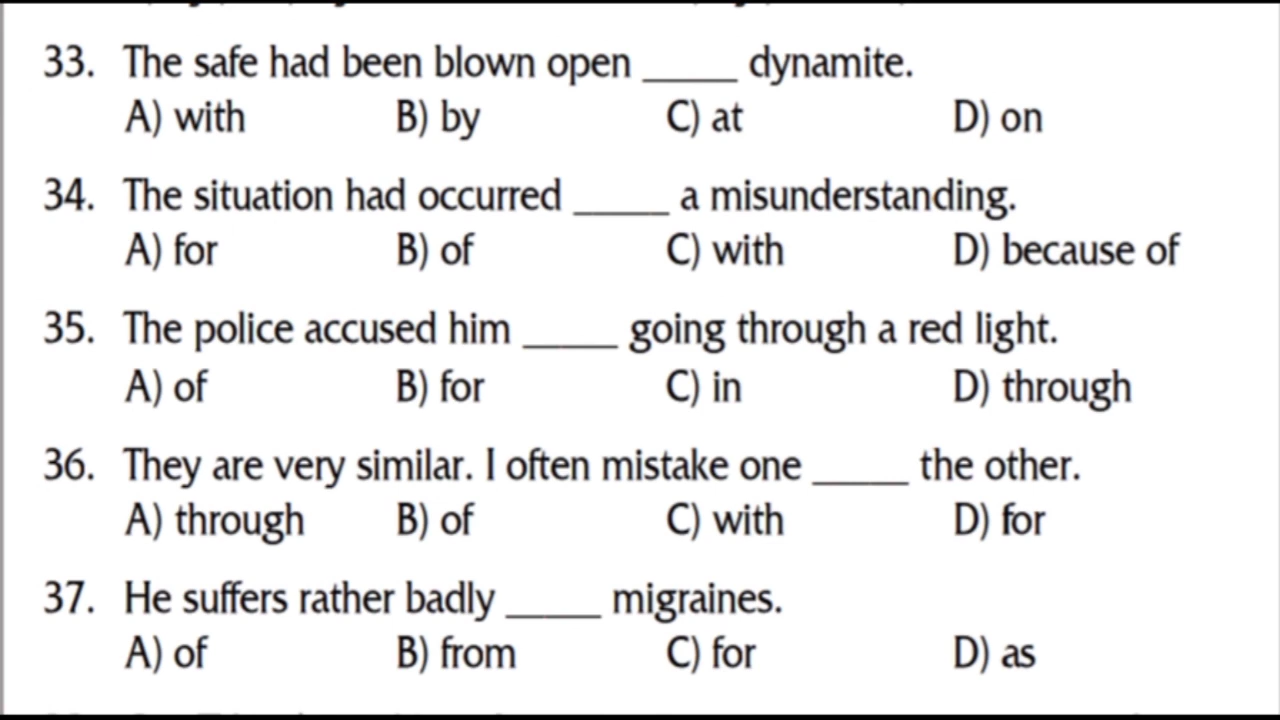 33. The safe had been blown open _____ dynamite.
A) with B) by C) at D) on
34. The situation had occurred _____ a misunderstanding.
A) for B) of C) with D) because of
35. The police accused him _____ going through a red light.
A) of B) for C) in D) through
36. They are very similar. I often mistake one _____ the other.
A) through B) of C) with D) for
37. He suffers rather badly _____ migraines.
A) of B) from C) for D) as